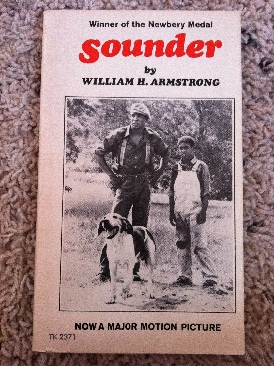 Winner of the Newbery Medal
sounder
by
WILLIAM H. ARMSTRONG
NOW A MAJOR MOTION PICTURE
TK 2371